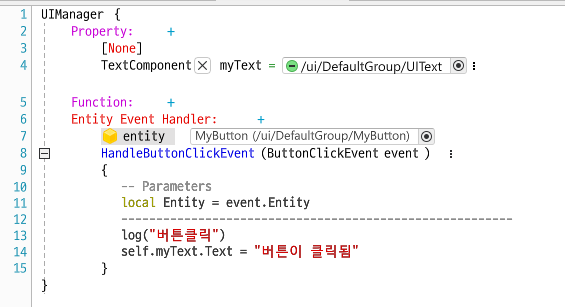 1 UIManager {
2 Property: +
3 [None]
4 TextComponent myText = /ui/DefaultGroup/UIText
5 Function: +
6 Entity Event Handler: +
7 entity MyButton (/ui/DefaultGroup/MyButton)
8 HandleButtonClickEvent (ButtonClickEvent event )
9 {
10 -- Parameters
11 local Entity = event.Entity
12 --------------------------------------------------------
13 log("버튼클릭")
14 self.myText.Text = "버튼이 클릭됨"
15 }
}